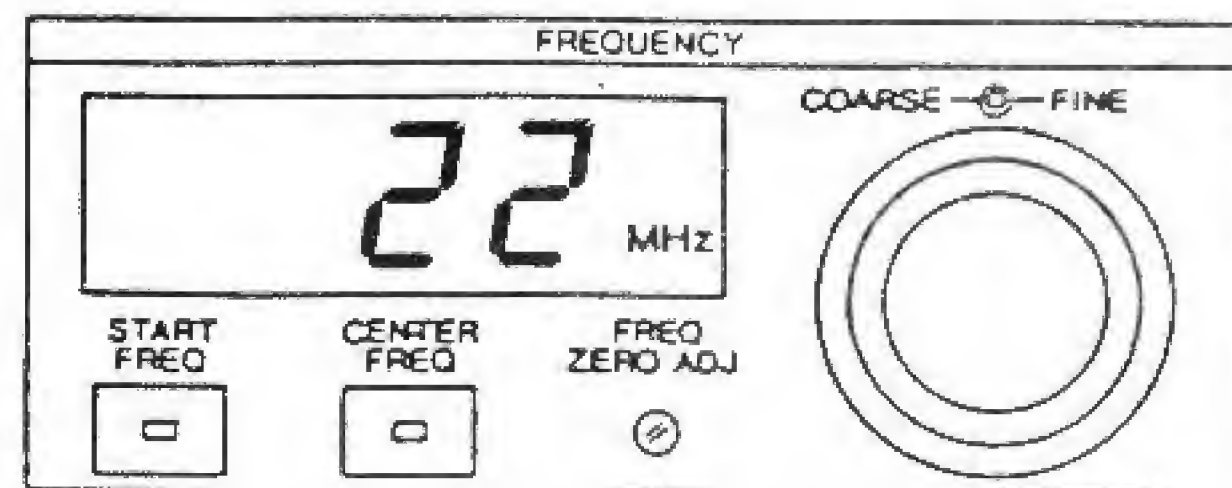 FREQUENCY
COARSE FINE
22 MHz
START FREQ
CENTER FREQ
FREQ ZERO ADJ